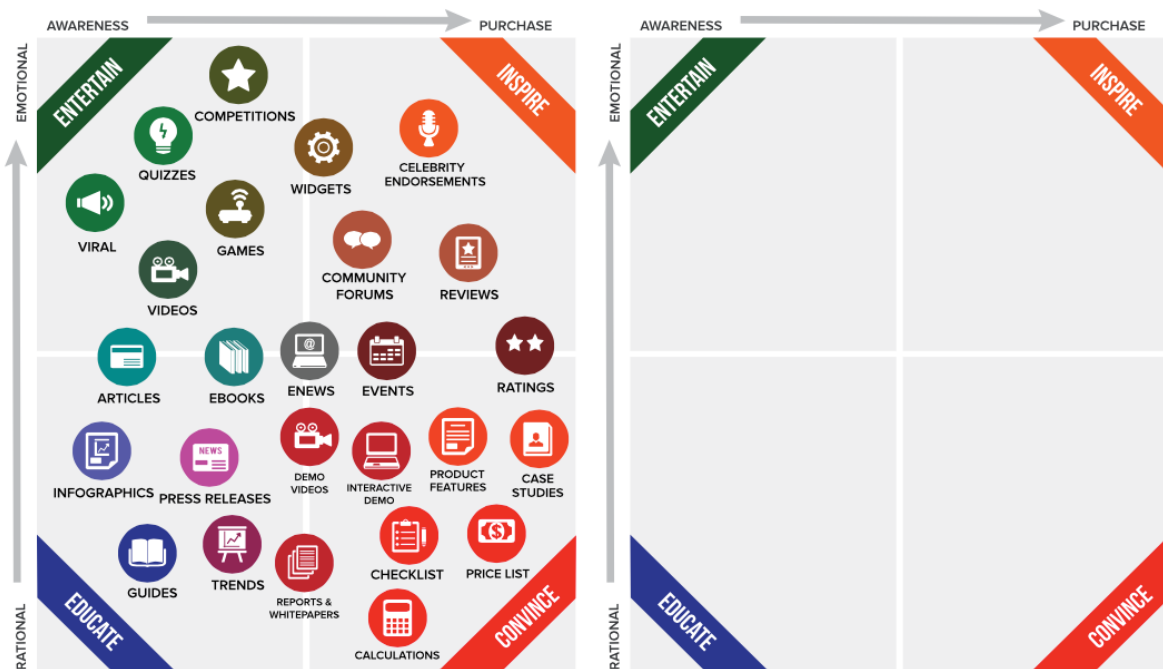 AWARENESS
PURCHASE
EMOTIONAL
ENTERTAIN
INSPIRE
COMPETITIONS
QUIZZES
WIDGETS
CELEBRITY
ENDORSEMENTS
VIRAL
GAMES
COMMUNITY
FORUMS
REVIEWS
VIDEOS
@
ARTICLES
EBOOKS
ENEWS
EVENTS
RATINGS
NEWS
INFOGRAPHICS
PRESS RELEASES
DEMO
VIDEOS
INTERACTIVE
DEMO
PRODUCT
FEATURES
CASE
STUDIES
$
GUIDES
TRENDS
REPORTS &
WHITEPAPERS
CHECKLIST
PRICE LIST
CALCULATIONS
RATIONAL
EDUCATE
CONVINCE
AWARENESS
PURCHASE
EMOTIONAL
ENTERTAIN
INSPIRE
RATIONAL
EDUCATE
CONVINCE